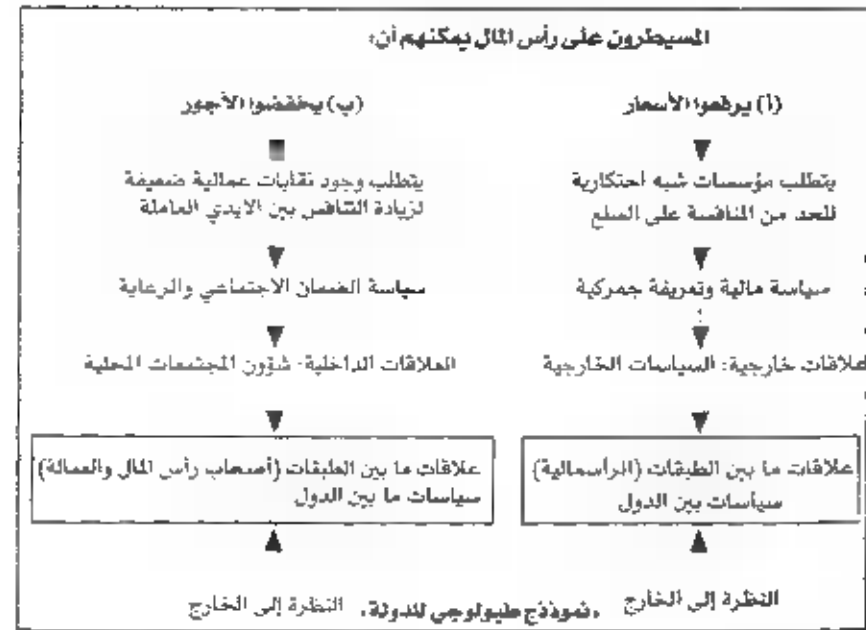 المسيطرون على رأس المال يمكنهم أن:
(أ) يرفعوا الأسعار
(ب) يخفضوا الأجور
يتطلب مؤسسات شبه احتكارية
للحد من المنافسة على السلع
يتطلب وجود نقابات عمالية ضعيفة
لزيادة التنافس بين الايدي العاملة
سياسة مالية وتعريفة جمركية
سياسة الضمان الاجتماعي والرعاية
علاقات خارجية: السياسات الخارجية
العلاقات الداخلية: شؤون المجتمعات المحلية
علاقات ما بين الطبقات (الرأسمالية)
سياسات بين الدول
علاقات ما بين الطبقات (أصحاب رأس المال والعمالة)
سياسات ما بين الدول
النظرة إلى الخارج
،نموذج طبولوجي للدولة،
النظرة إلى الخارج